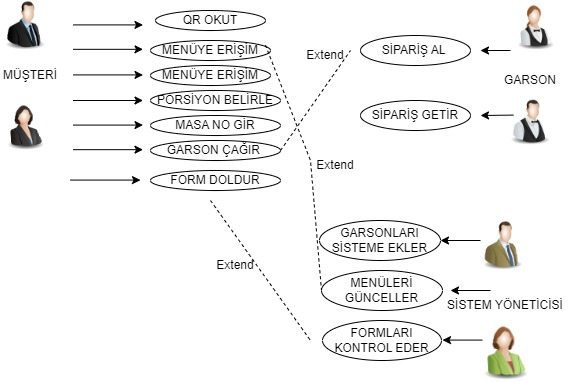 QR OKUT
MENÜYE ERİŞİM
MENÜYE ERİŞİM
PORSİYON BELİRLE
MASA NO GİR
GARSON ÇAĞIR
FORM DOLDUR
MÜŞTERİ
Extend
SİPARİŞ AL
GARSON
SİPARİŞ GETİR
Extend
GARSONLARI
SİSTEME EKLER
Extend
MENÜLERİ
GÜNCELLER
SİSTEM YÖNETİCİSİ
FORMLARI
KONTROL EDER